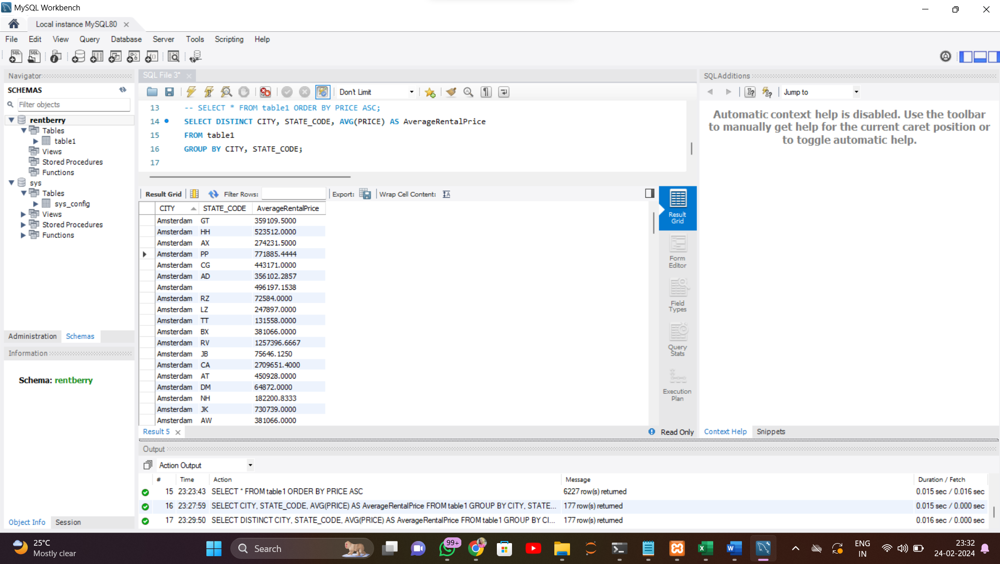 MySQL Workbench
Local instance MySQL80
File Edit View Query Database Server Tools Scripting Help
Navigator
SCHEMAS
Filter objects
rentberry
Tables
table1
Views
Stored Procedures
Functions
sys
Tables
sys_config
Views
Stored Procedures
Functions
Administration Schemas
Information
Schema: rentberry
Object Info Session
SQL File 3*
Don't Limit
13 -- SELECT * FROM table1 ORDER BY PRICE ASC;
14 SELECT DISTINCT CITY, STATE_CODE, AVG(PRICE) AS AverageRentalPrice
15 FROM table1
16 GROUP BY CITY, STATE_CODE;
17
Result Grid Filter Rows: Export: Wrap Cell Content:
CITY STATE_CODE AverageRentalPrice
Amsterdam GT 359109.5000
Amsterdam HH 523512.0000
Amsterdam AX 274231.5000
Amsterdam PP 771885.4444
Amsterdam CG 443171.0000
Amsterdam AD 356102.2857
Amsterdam 496197.1538
Amsterdam RZ 72584.0000
Amsterdam LZ 247897.0000
Amsterdam TT 131558.0000
Amsterdam BX 381066.0000
Amsterdam RV 1257396.6667
Amsterdam JB 75646.1250
Amsterdam CA 2709651.4000
Amsterdam AT 450928.0000
Amsterdam DM 64872.0000
Amsterdam NH 182200.8333
Amsterdam JK 730739.0000
Amsterdam AW 381066.0000
Result
Grid
Form
Editor
Field
Types
Query
Stats
Execution
Plan
Result 5
Read Only
SQLAdditions
Jump to
Automatic context help is disabled. Use the toolbar
to manually get help for the current caret position or
to toggle automatic help.
Context Help Snippets
Output
Action Output
# Time Action Message Duration / Fetch
15 23:23:43 SELECT * FROM table1 ORDER BY PRICE ASC 6227 row(s) returned 0.015 sec / 0.016 sec
16 23:27:59 SELECT CITY, STATE_CODE, AVG(PRICE) AS AverageRentalPrice FROM table1 GROUP BY CITY, STATE... 177 row(s) returned 0.015 sec / 0.000 sec
17 23:29:50 SELECT DISTINCT CITY, STATE_CODE, AVG(PRICE) AS AverageRentalPrice FROM table1 GROUP BY CI... 177 row(s) returned 0.016 sec / 0.000 sec
25°C
Mostly clear
Search
99+
ENG
IN
23:32
24-02-2024